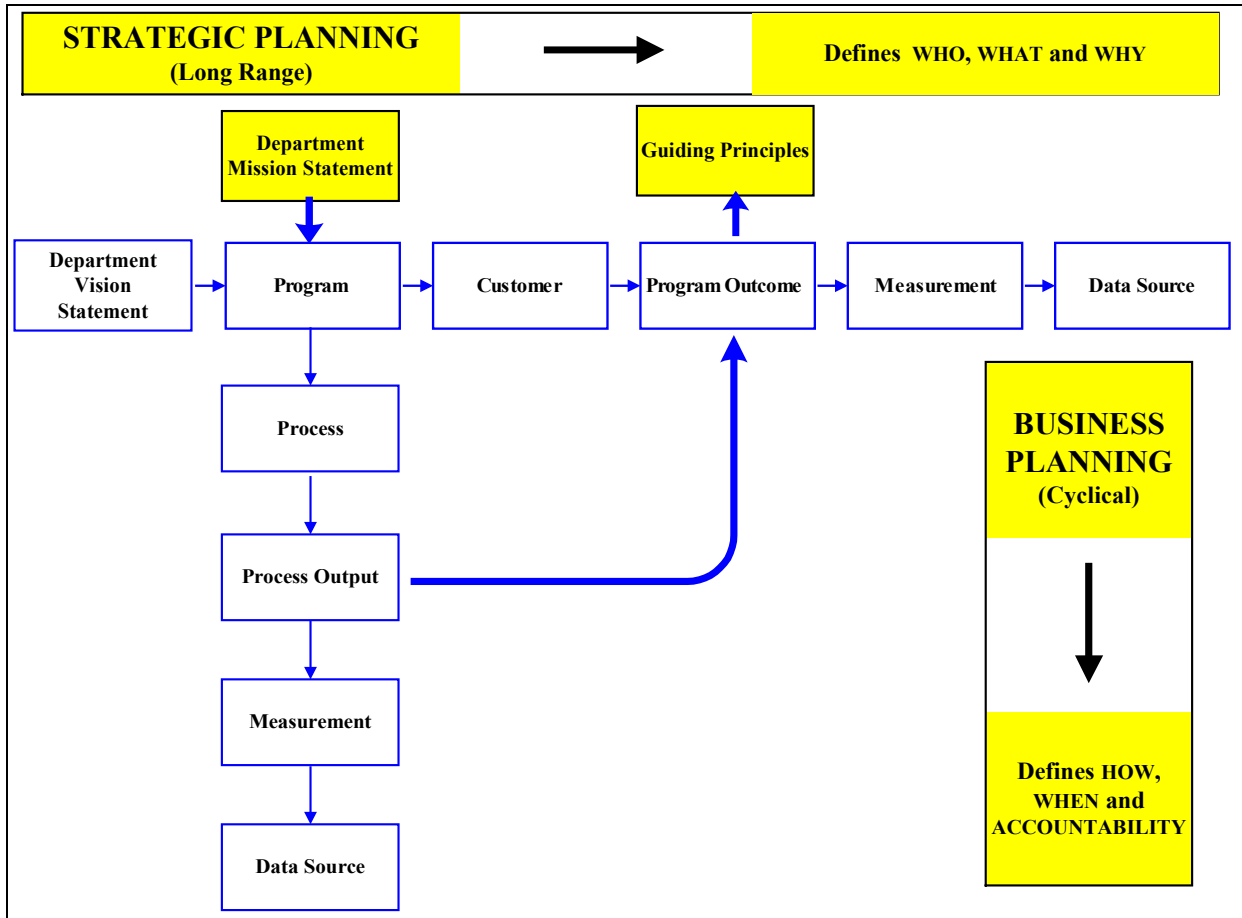 STRATEGIC PLANNING
(Long Range)
Defines WHO, WHAT and WHY
Department
Mission Statement
Guiding Principles
Department
Vision
Statement
Program
Customer
Program Outcome
Measurement
Data Source
Process
BUSINESS
PLANNING
(Cyclical)
Process Output
Measurement
Defines HOW,
WHEN and
ACCOUNTABILITY
Data Source